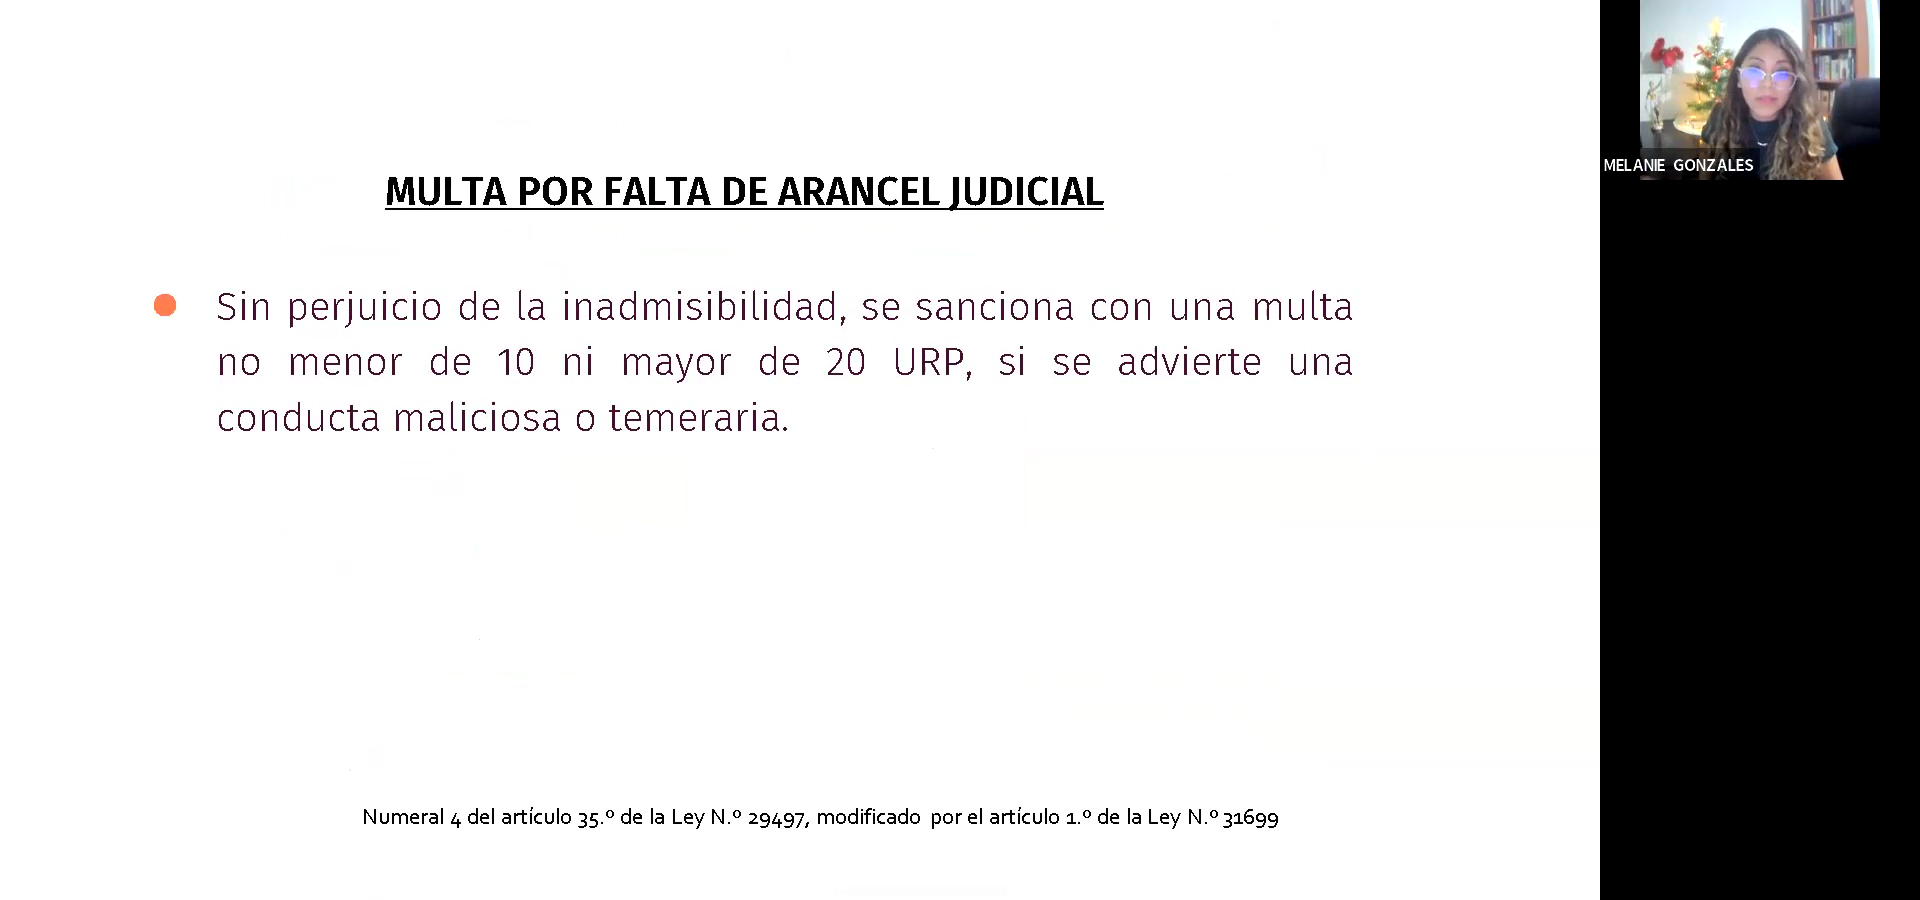 MULTA POR FALTA DE ARANCEL JUDICIAL
Sin perjuicio de la inadmisibilidad, se sanciona con una multa
no menor de 10 ni mayor de 20 URP, si se advierte una
conducta maliciosa o temeraria.
Numeral 4 del artículo 35.º de la Ley N.º 29497, modificado por el artículo 1.º de la Ley N.º 31699
MELANIE GONZALES